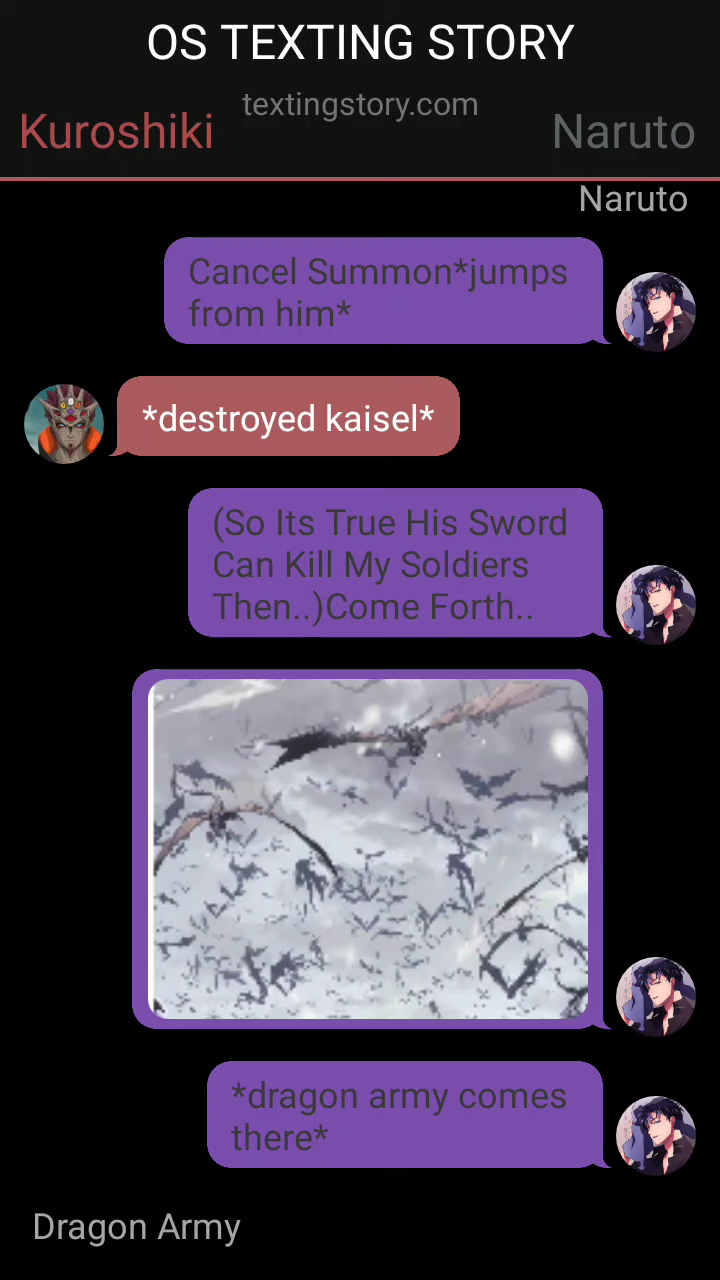 OS TEXTING STORY
textingstory.com
Kuroshiki
Naruto
Naruto
Cancel Summon*jumps
from him*
*destroyed kaisel*
(So Its True His Sword
Can Kill My Soldiers
Then..)Come Forth..
*dragon army comes
there*
Dragon Army